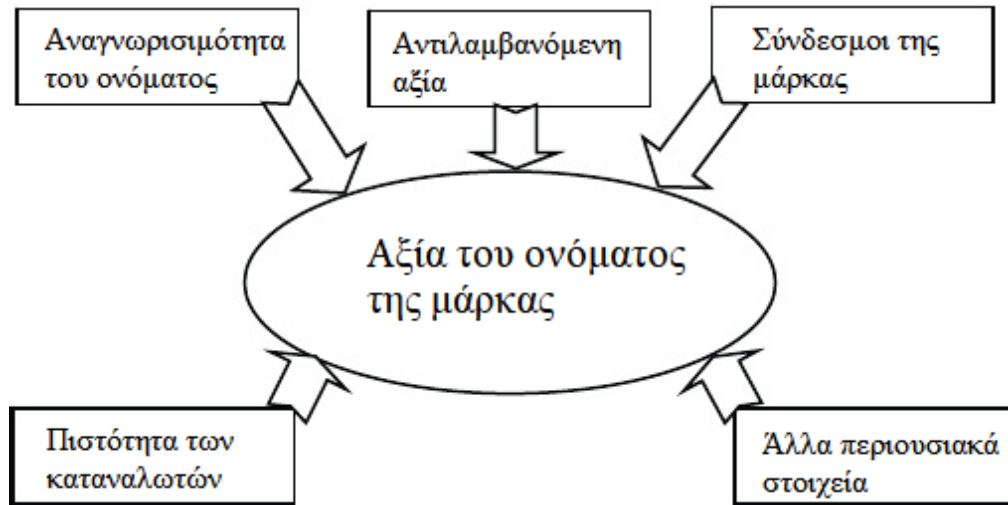 Αναγνωρισιμότητα
του ονόματος
Αντιλαμβανόμενη
αξία
Σύνδεσμοι της
μάρκας
Αξία του ονόματος
της μάρκας
Πιστότητα των
καταναλωτών
Άλλα περιουσιακά
στοιχεία